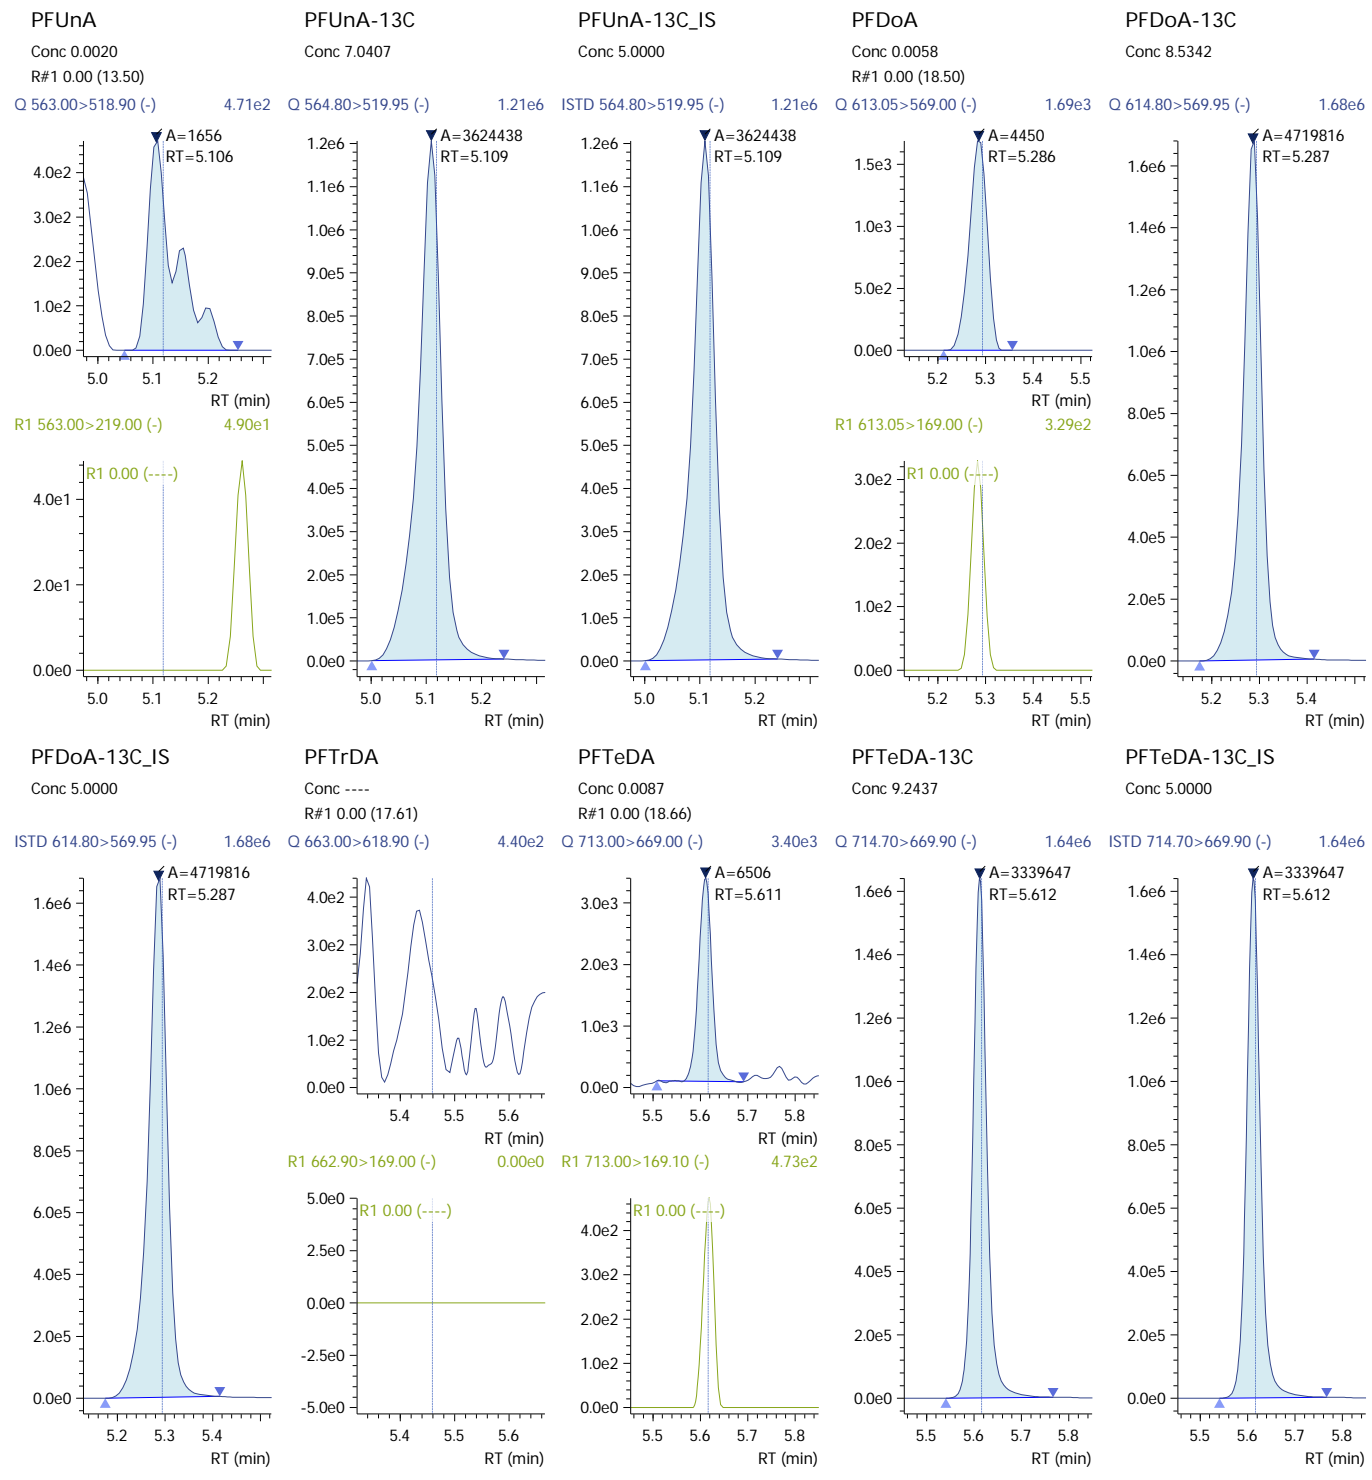 PFUnA
Conc 0.0020
R#1 0.00 (13.50)
Q 563.00>518.90 (-) 4.71e2
A=1656
RT=5.106
4.0e2
3.0e2
2.0e2
1.0e2
0.0e0
5.0 5.1 5.2
RT (min)
R1 563.00>219.00 (-) 4.90e1
R1 0.00 (----)
4.0e1
2.0e1
0.0e0
5.0 5.1 5.2
RT (min)
PFUnA-13C
Conc 7.0407
Q 564.80>519.95 (-) 1.21e6
A=3624438
RT=5.109
1.2e6
1.1e6
1.0e6
9.0e5
8.0e5
7.0e5
6.0e5
5.0e5
4.0e5
3.0e5
2.0e5
1.0e5
0.0e0
5.0 5.1 5.2
RT (min)
PFUnA-13C_IS
Conc 5.0000
ISTD 564.80>519.95 (-) 1.21e6
A=3624438
RT=5.109
1.2e6
1.1e6
1.0e6
9.0e5
8.0e5
7.0e5
6.0e5
5.0e5
4.0e5
3.0e5
2.0e5
1.0e5
0.0e0
5.0 5.1 5.2
RT (min)
PFDoA
Conc 0.0058
R#1 0.00 (18.50)
Q 613.05>569.00 (-) 1.69e3
A=4450
RT=5.286
1.5e3
1.0e3
5.0e2
0.0e0
5.2 5.3 5.4 5.5
RT (min)
R1 613.05>169.00 (-) 3.29e2
R1 0.00 (----)
3.0e2
2.0e2
1.0e2
0.0e0
5.2 5.3 5.4 5.5
RT (min)
PFDoA-13C
Conc 8.5342
Q 614.80>569.95 (-) 1.68e6
A=4719816
RT=5.287
1.6e6
1.4e6
1.2e6
1.0e6
8.0e5
6.0e5
4.0e5
2.0e5
0.0e0
5.2 5.3 5.4
RT (min)
PFDoA-13C_IS
Conc 5.0000
ISTD 614.80>569.95 (-) 1.68e6
A=4719816
RT=5.287
1.6e6
1.4e6
1.2e6
1.0e6
8.0e5
6.0e5
4.0e5
2.0e5
0.0e0
5.2 5.3 5.4
RT (min)
PFTrDA
Conc ----
R#1 0.00 (17.61)
Q 663.00>618.90 (-) 4.40e2
4.0e2
3.0e2
2.0e2
1.0e2
0.0e0
5.4 5.5 5.6
RT (min)
R1 662.90>169.00 (-) 0.00e0
R1 0.00 (----)
5.0e0
2.5e0
0.0e0
-2.5e0
-5.0e0
5.4 5.5 5.6
RT (min)
PFTeDA
Conc 0.0087
R#1 0.00 (18.66)
Q 713.00>669.00 (-) 3.40e3
A=6506
RT=5.611
3.0e3
2.0e3
1.0e3
0.0e0
5.5 5.6 5.7 5.8
RT (min)
R1 713.00>169.10 (-) 4.73e2
R1 0.00 (----)
4.0e2
3.0e2
2.0e2
1.0e2
0.0e0
5.5 5.6 5.7 5.8
RT (min)
PFTeDA-13C
Conc 9.2437
Q 714.70>669.90 (-) 1.64e6
A=3339647
RT=5.612
1.6e6
1.4e6
1.2e6
1.0e6
8.0e5
6.0e5
4.0e5
2.0e5
0.0e0
5.5 5.6 5.7 5.8
RT (min)
PFTeDA-13C_IS
Conc 5.0000
ISTD 714.70>669.90 (-) 1.64e6
A=3339647
RT=5.612
1.6e6
1.4e6
1.2e6
1.0e6
8.0e5
6.0e5
4.0e5
2.0e5
0.0e0
5.5 5.6 5.7 5.8
RT (min)